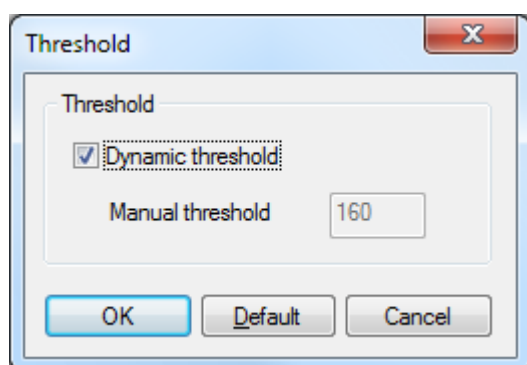 Threshold
Threshold
Dynamic threshold
Manual threshold 160
OK Default Cancel